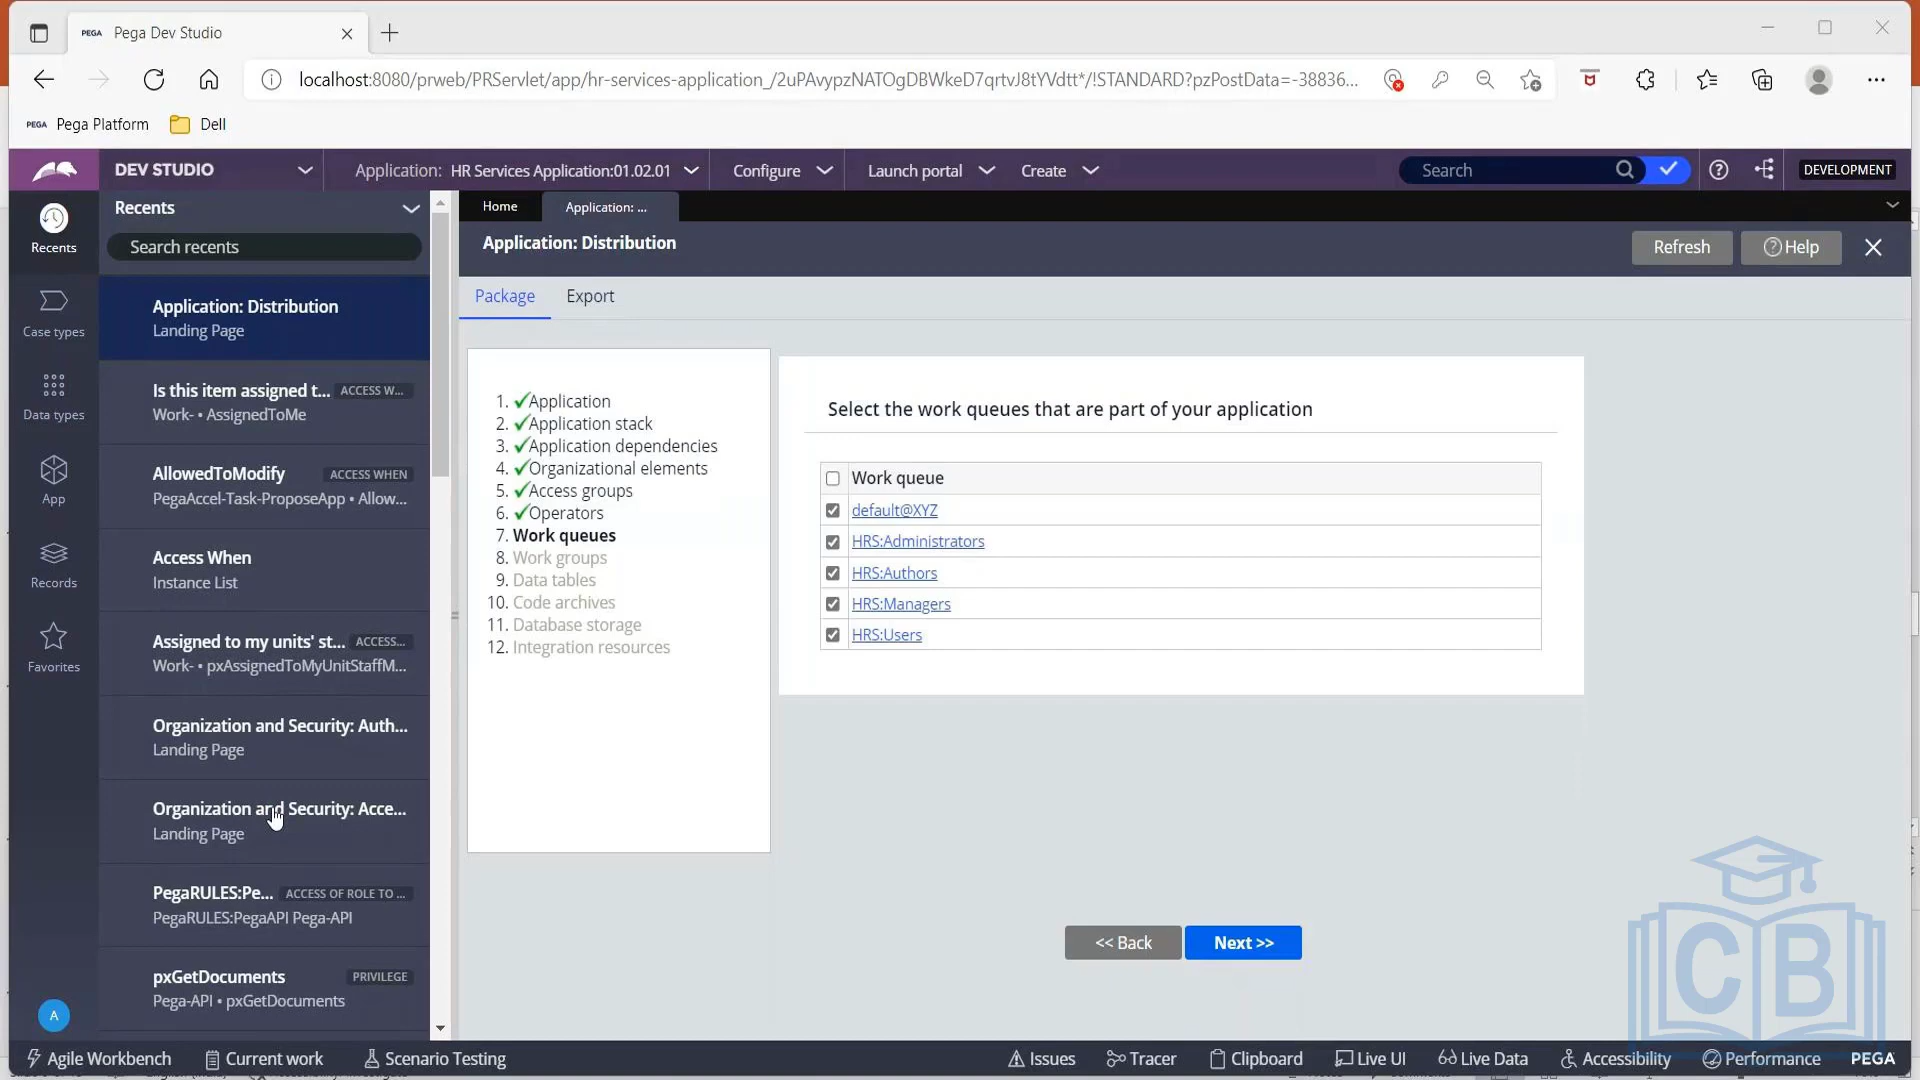 PEGA Pega Dev Studio
localhost:8080/prweb/PRServlet/app/hr-services-application_/2uPAvypzNATOgDBWkeD7qrtvJ8tYVdtt*/!STANDARD?pzPostData=-38836...
PEGA Pega Platform Dell
DEV STUDIO Application: HR Services Application:01.02.01 Configure Launch portal Create Search DEVELOPMENT
Recents
Search recents
Recents
Case types
Data types
App
Records
Favorites
A
Application: Distribution
Landing Page
Is this item assigned t... ACCESS W...
Work- • AssignedToMe
AllowedToModify ACCESS WHEN
PegaAccel-Task-ProposeApp • Allow...
Access When
Instance List
Assigned to my units' st... ACCESS...
Work- • pxAssignedToMyUnitStaffM...
Organization and Security: Auth...
Landing Page
Organization and Security: Acce...
Landing Page
PegaRULES:Pe... ACCESS OF ROLE TO ...
PegaRULES:PegaAPI Pega-API
pxGetDocuments PRIVILEGE
Pega-API • pxGetDocuments
Home Application: ...
Application: Distribution Refresh Help
Package Export
1. Application
2. Application stack
3. Application dependencies
4. Organizational elements
5. Access groups
6. Operators
7. Work queues
8. Work groups
9. Data tables
10. Code archives
11. Database storage
12. Integration resources
Select the work queues that are part of your application
Work queue
default@XYZ
HRS:Administrators
HRS:Authors
HRS:Managers
HRS:Users
<< Back Next >>
CB
Agile Workbench Current work Scenario Testing Issues Tracer Clipboard Live UI Live Data Accessibility Performance PEGA